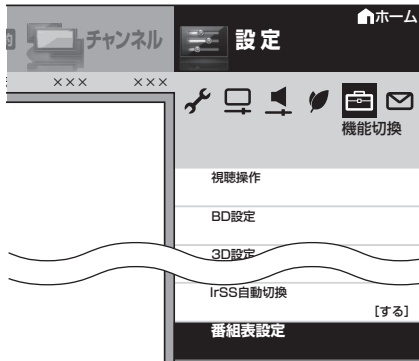 ホーム
チャンネル
設定
××× ×××
機能切換
視聴操作
BD設定
3D設定
IrSS自動切換
[する]
番組表設定